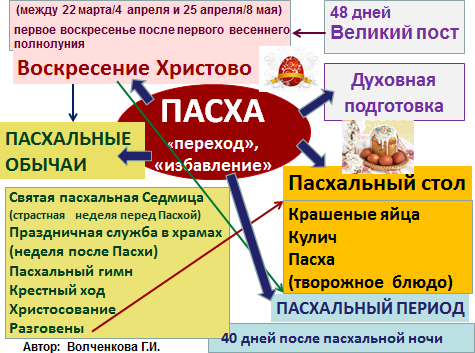 (между 22 марта/4 апреля и 25 апреля/8 мая)
первое воскресенье после первого весеннего
полнолуния
Воскресение Христово
48 дней
Великий пост
Духовная
подготовка
ПАСХА
«переход»,
«избавление»
ПАСХАЛЬНЫЕ
ОБЫЧАИ
Святая пасхальная Седмица
(страстная неделя перед Пасхой)
Праздничная служба в храмах
(неделя после Пасхи)
Пасхальный гимн
Крестный ход
Христосование
Разговены
Пасхальный стол
Крашеные яйца
Кулич
Пасха
(творожное блюдо)
ПАСХАЛЬНЫЙ ПЕРИОД
40 дней после пасхальной ночи
Автор: Волченкова Г.И.